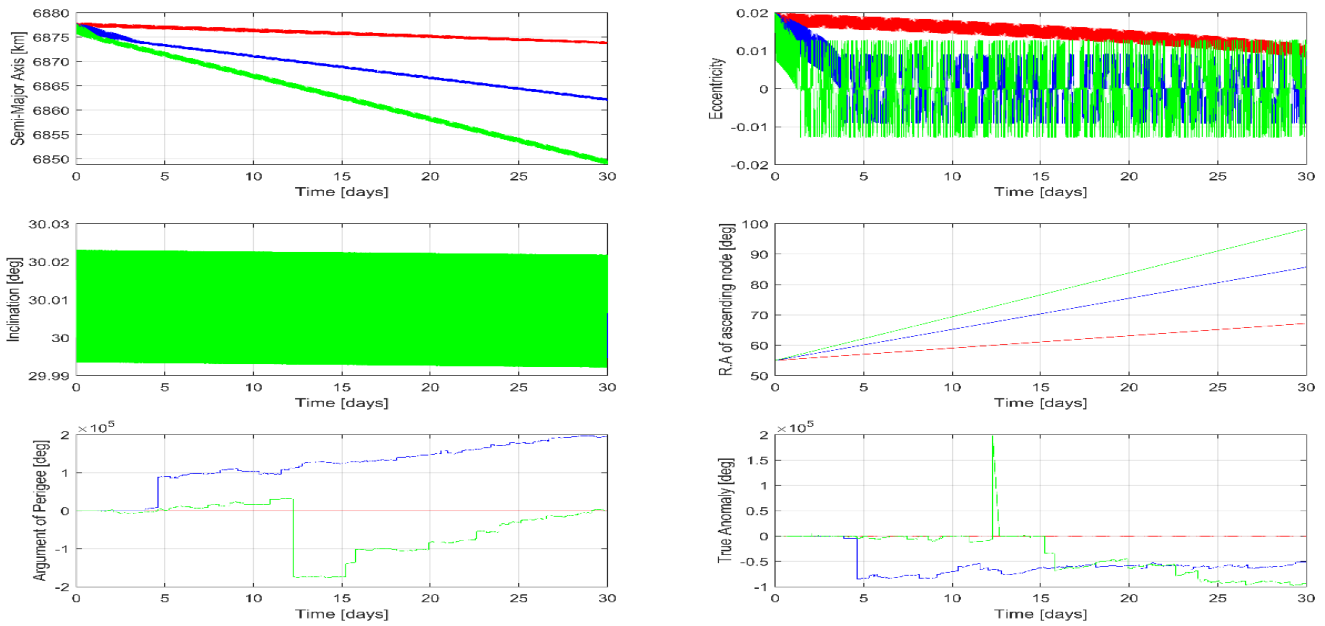 Semi-Major Axis [km]
6880
6875
6870
6865
6860
6855
6850
0 5 10 15 20 25 30
Time [days]
Eccentricity
0.02
0.01
0
-0.01
-0.02
0 5 10 15 20 25 30
Time [days]
Inclination [deg]
30.03
30.02
30.01
30
29.99
0 5 10 15 20 25 30
Time [days]
R.A of ascending node [deg]
100
90
80
70
60
50
0 5 10 15 20 25 30
Time [days]
Argument of Perigee [deg]
×10^5
2
1
0
-1
-2
0 5 10 15 20 25 30
Time [days]
True Anomaly [deg]
×10^5
2
1.5
1
0.5
0
-0.5
-1
0 5 10 15 20 25 30
Time [days]